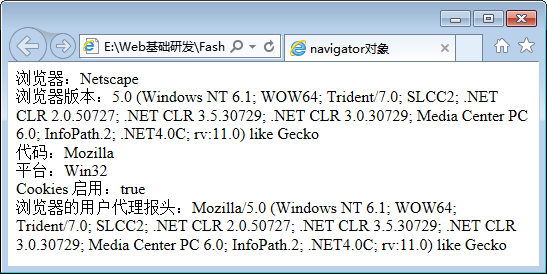 E:\Web基础研发\Fash
navigator对象
浏览器：Netscape
浏览器版本：5.0 (Windows NT 6.1; WOW64; Trident/7.0; SLCC2; .NET
CLR 2.0.50727; .NET CLR 3.5.30729; .NET CLR 3.0.30729; Media Center PC
6.0; InfoPath.2; .NET4.0C; rv:11.0) like Gecko
代码：Mozilla
平台：Win32
Cookies 启用：true
浏览器的用户代理报头：Mozilla/5.0 (Windows NT 6.1; WOW64;
Trident/7.0; SLCC2; .NET CLR 2.0.50727; .NET CLR 3.5.30729; .NET CLR
3.0.30729; Media Center PC 6.0; InfoPath.2; .NET4.0C; rv:11.0) like Gecko